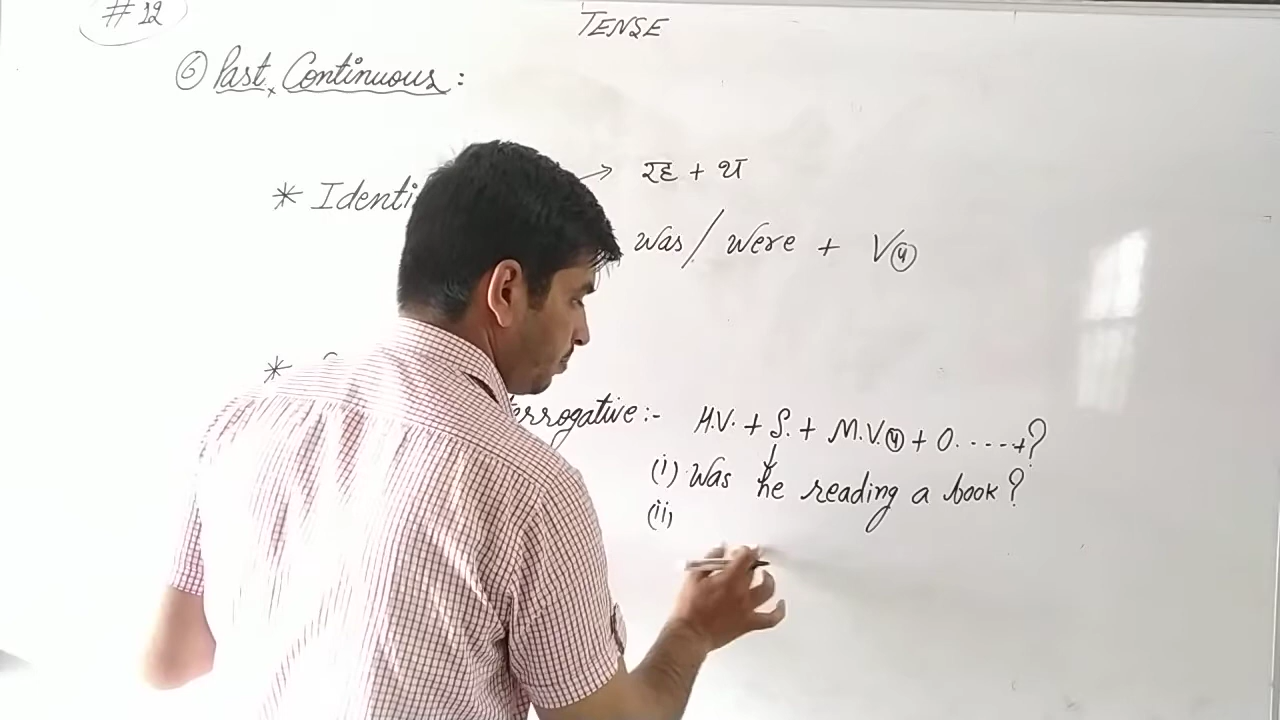 #12
TENSE
⑥ Past Continuous:
* Identi → रह + था
Was/Were + V④
*
errogative:- H.V. + S. + M.V.④ + O.....+?
(i) Was he reading a book?
(ii)